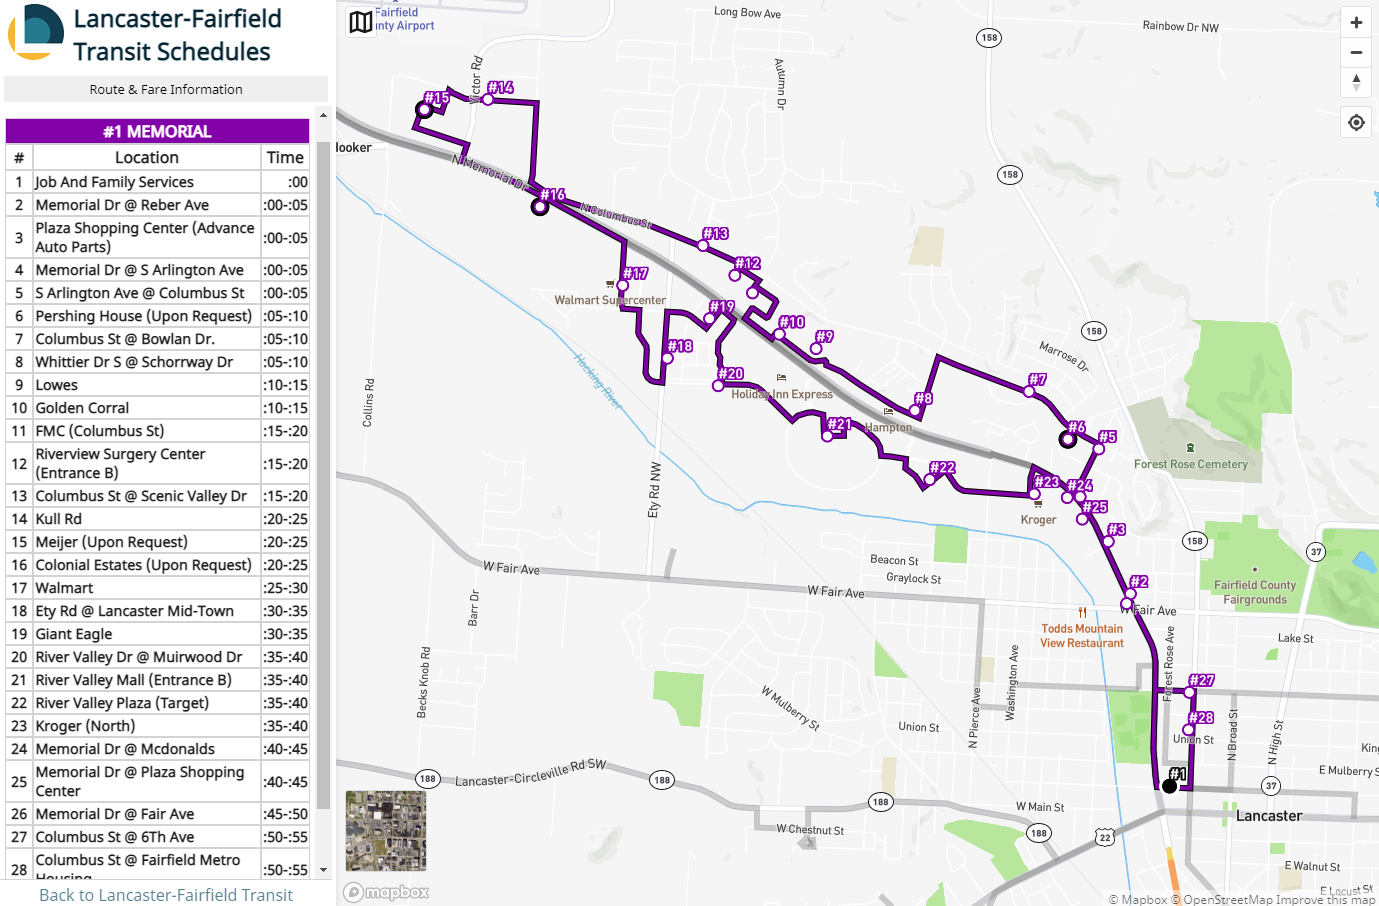 Lancaster-Fairfield
Transit Schedules
Route & Fare Information
#1 MEMORIAL
# Location Time
1 Job And Family Services :00
2 Memorial Dr @ Reber Ave :00-:05
3 Plaza Shopping Center (Advance
Auto Parts) :00-:05
4 Memorial Dr @ S Arlington Ave :00-:05
5 S Arlington Ave @ Columbus St :00-:05
6 Pershing House (Upon Request) :05-:10
7 Columbus St @ Bowlan Dr. :05-:10
8 Whittier Dr S @ Schorrway Dr :05-:10
9 Lowes :10-:15
10 Golden Corral :10-:15
11 FMC (Columbus St) :15-:20
12 Riverview Surgery Center
(Entrance B) :15-:20
13 Columbus St @ Scenic Valley Dr :15-:20
14 Kull Rd :20-:25
15 Meijer (Upon Request) :20-:25
16 Colonial Estates (Upon Request) :20-:25
17 Walmart :25-:30
18 Ety Rd @ Lancaster Mid-Town :30-:35
19 Giant Eagle :30-:35
20 River Valley Dr @ Muirwood Dr :35-:40
21 River Valley Mall (Entrance B) :35-:40
22 River Valley Plaza (Target) :35-:40
23 Kroger (North) :35-:40
24 Memorial Dr @ Mcdonalds :40-:45
25 Memorial Dr @ Plaza Shopping
Center :40-:45
26 Memorial Dr @ Fair Ave :45-:50
27 Columbus St @ 6Th Ave :50-:55
28 Columbus St @ Fairfield Metro
Housing :50-:55
Back to Lancaster-Fairfield Transit
Fairfield
nty Airport
Long Bow Ave
Rainbow Dr NW
158
Victor Rd
Autumn Dr
#15
#14
looker
N Memorial Dr
158
#16
N Columbus St
#13
#12
#17
Walmart Supercenter
#19
#10
#9
158
Marrose Dr
#18
#20
Holiday Inn Express
#7
#8
Hocking River
Collins Rd
Hampton
#21
#6
#5
Forest Rose Cemetery
#22
#23
#24
Ety Rd NW
Kroger
#25
#3
158
37
W Fair Ave
Beacon St
Graylock St
W Fair Ave
#2
W Fair Ave
Fairfield County
Fairgrounds
Barr Dr
Todds Mountain
View Restaurant
Lake St
Becks Knob Rd
Washington Ave
Forest Rose Ave
#27
W Mulberry St
N Pierce Ave
Union St
#28
Union St
N Broad St
N High St
King
188
Lancaster-Circleville Rd SW
188
#1
E Mulberry S
37
188
W Main St
Lancaster
W Chestnut St
188
22
E Walnut St
E Locust St
mapbox
© Mapbox © OpenStreetMap Improve this map